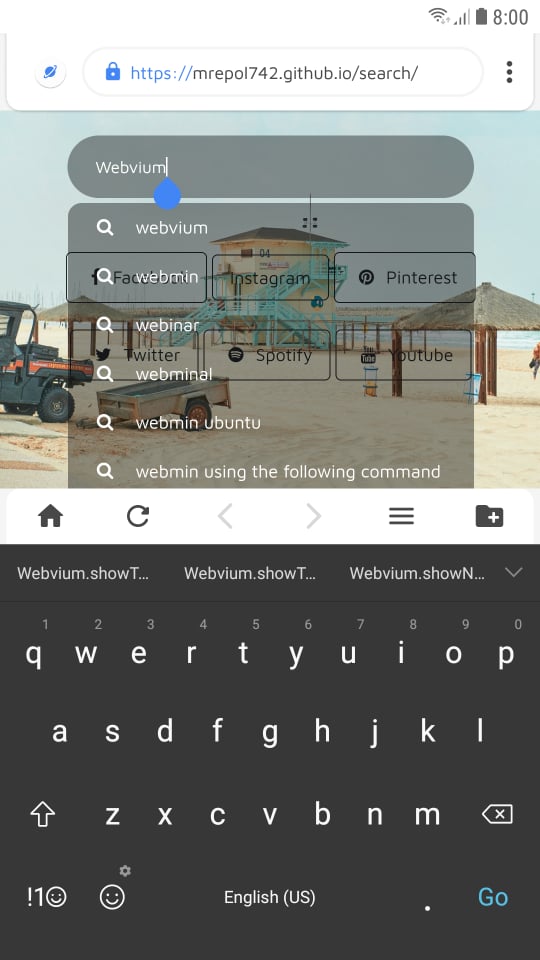 8:00
https://mrepol742.github.io/search/
Webvium
webvium
04
Facebook Instagram Pinterest
webmin
webinar
Twitter Spotify Youtube
webminal
webmin ubuntu
webmin using the following command
Webvium.showT... Webvium.showT... Webvium.showN...
1 2 3 4 5 6 7 8 9 0
q w e r t y u i o p
a s d f g h j k l
z x c v b n m
!1☺ English (US) . Go